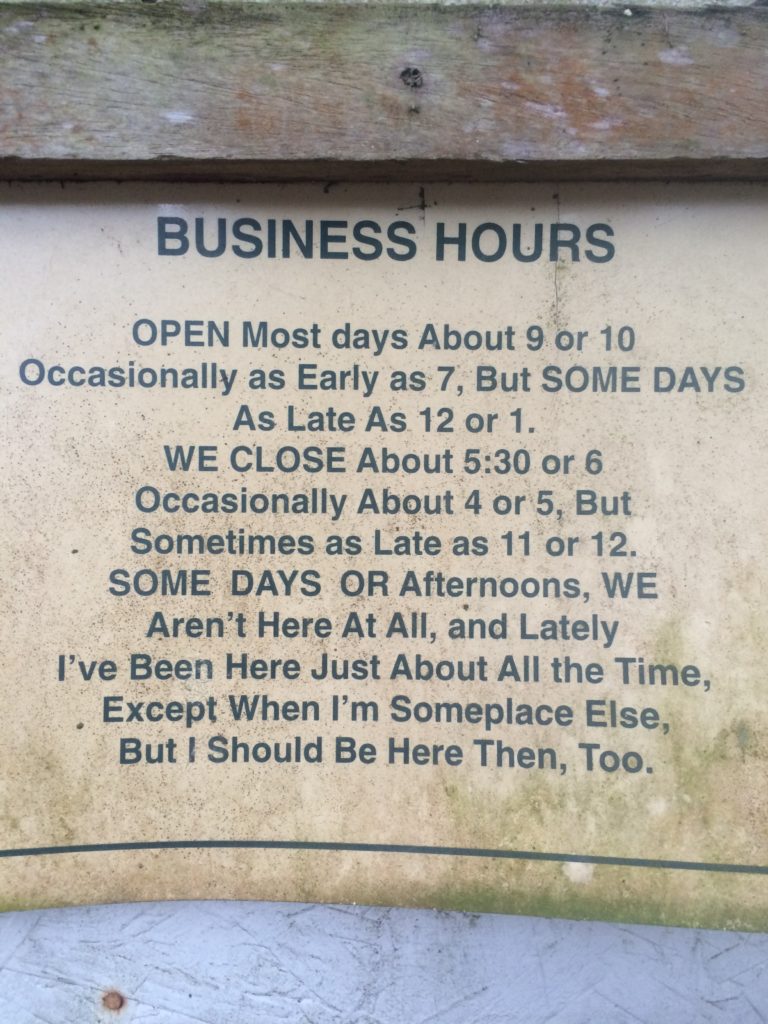 BUSINESS HOURS
OPEN Most days About 9 or 10
Occasionally as Early as 7, But SOME DAYS
As Late As 12 or 1.
WE CLOSE About 5:30 or 6
Occasionally About 4 or 5, But
Sometimes as Late as 11 or 12.
SOME DAYS OR Afternoons, WE
Aren't Here At All, and Lately
I've Been Here Just About All the Time,
Except When I'm Someplace Else,
But I Should Be Here Then, Too.